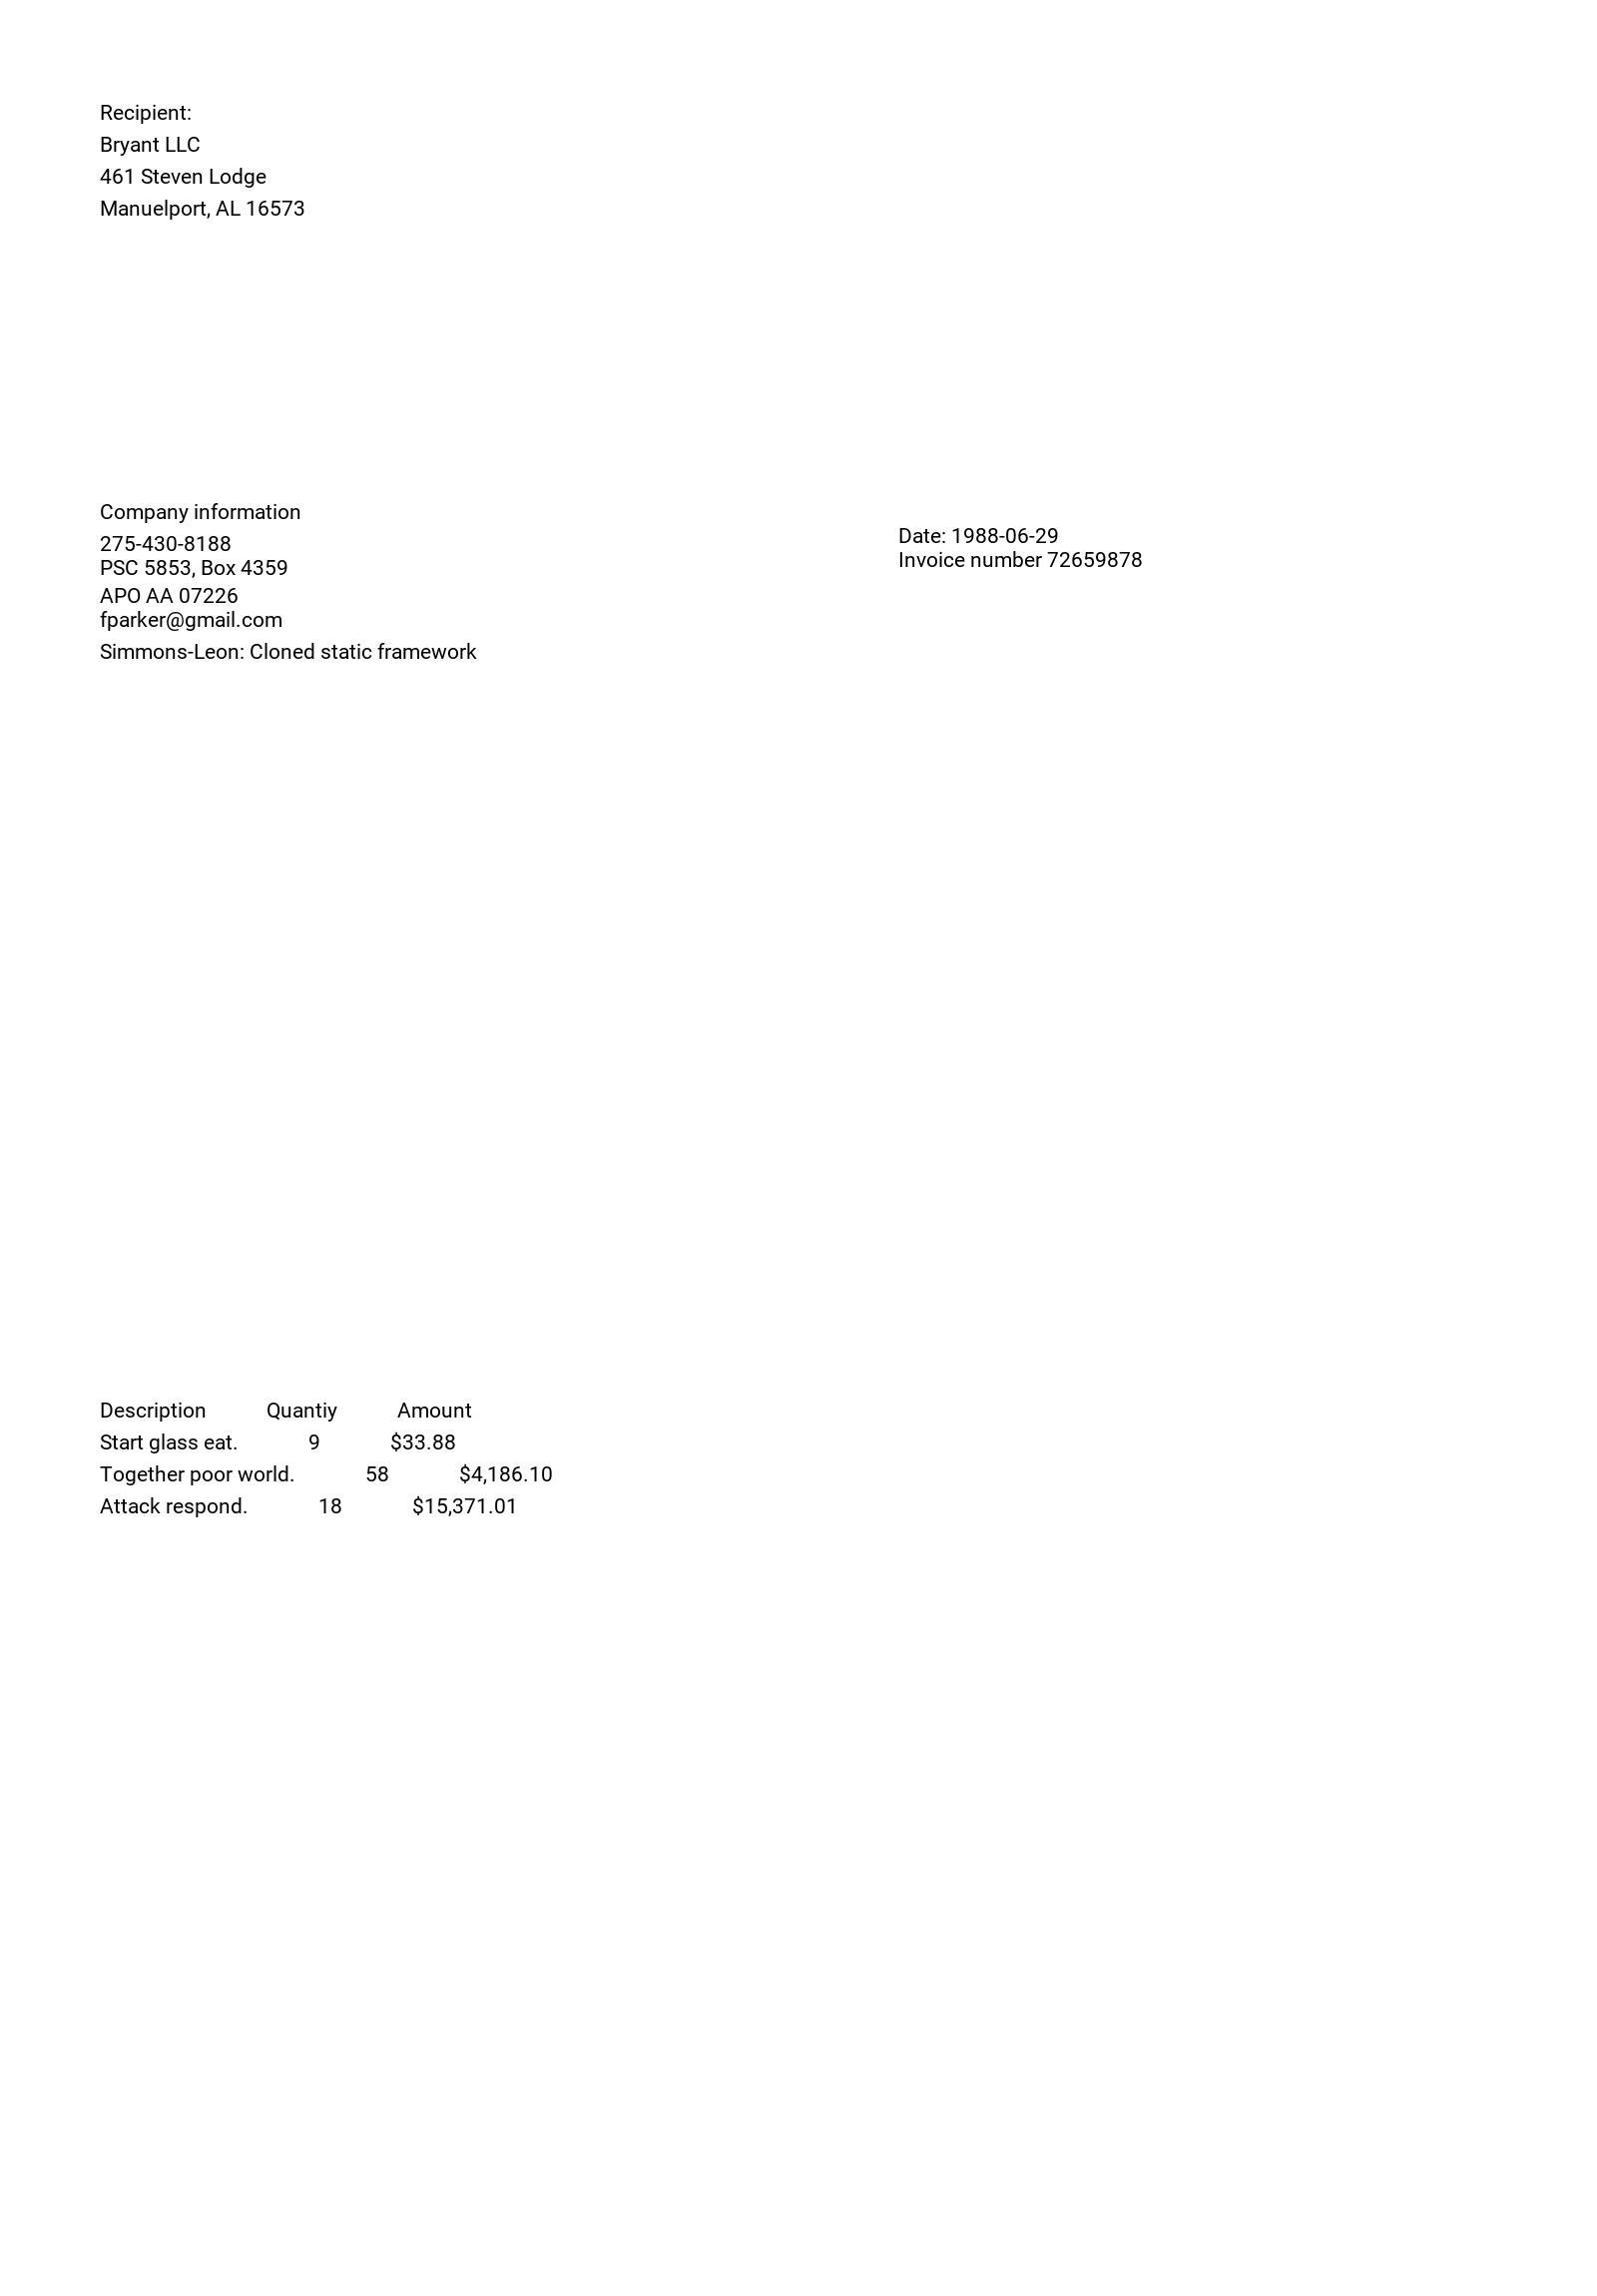 Recipient:
Bryant LLC
461 Steven Lodge
Manuelport, AL 16573
Company information
275-430-8188
PSC 5853, Box 4359
APO AA 07226
fparker@gmail.com
Simmons-Leon: Cloned static framework
Date: 1988-06-29
Invoice number 72659878
Description Quantiy Amount
Start glass eat. 9 $33.88
Together poor world. 58 $4,186.10
Attack respond. 18 $15,371.01